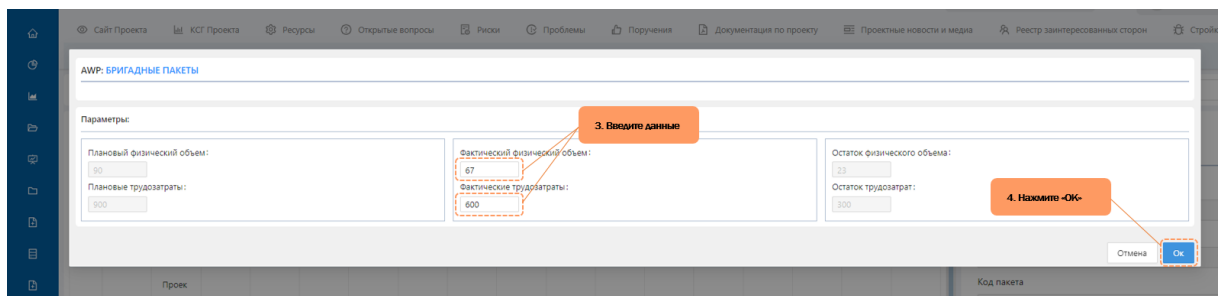 Сайт Проекта КСГ Проекта Ресурсы Открытые вопросы Риски Проблемы Поручения Документация по проекту Проектные новости и медиа Реестр заинтересованных сторон Стройк
AWP: БРИГАДНЫЕ ПАКЕТЫ
Параметры:
3. Введите данные
Плановый физический объем: Фактический физический объем: Остаток физического объема:
90 67 23
Плановые трудозатраты: Фактические трудозатраты: Остаток трудозатрат:
900 600 300
4. Нажмите «ОК»
Отмена Ок
Проек Код пакета